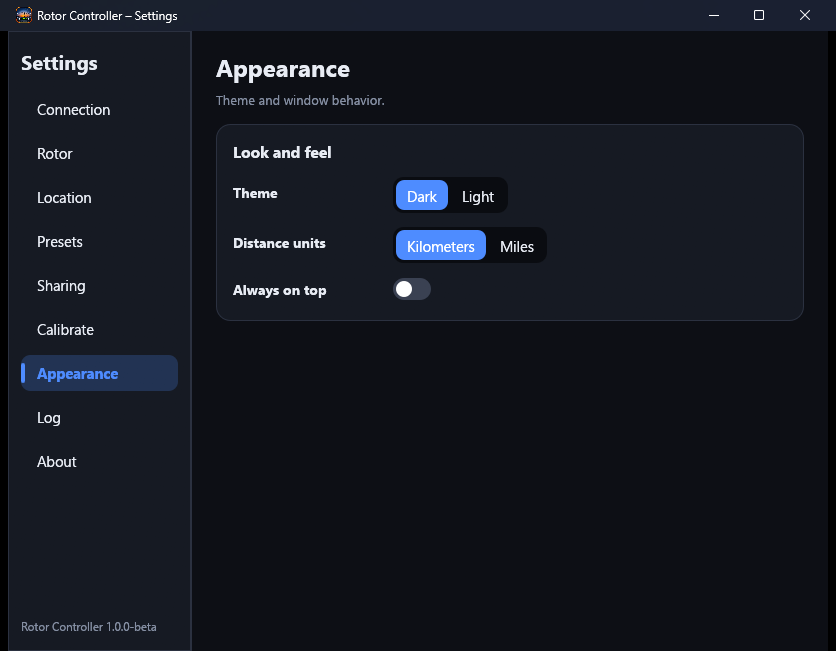 Rotor Controller – Settings
Settings
Connection
Rotor
Location
Presets
Sharing
Calibrate
Appearance
Log
About
Rotor Controller 1.0.0-beta
Appearance
Theme and window behavior.
Look and feel
Theme
Dark Light
Distance units
Kilometers Miles
Always on top